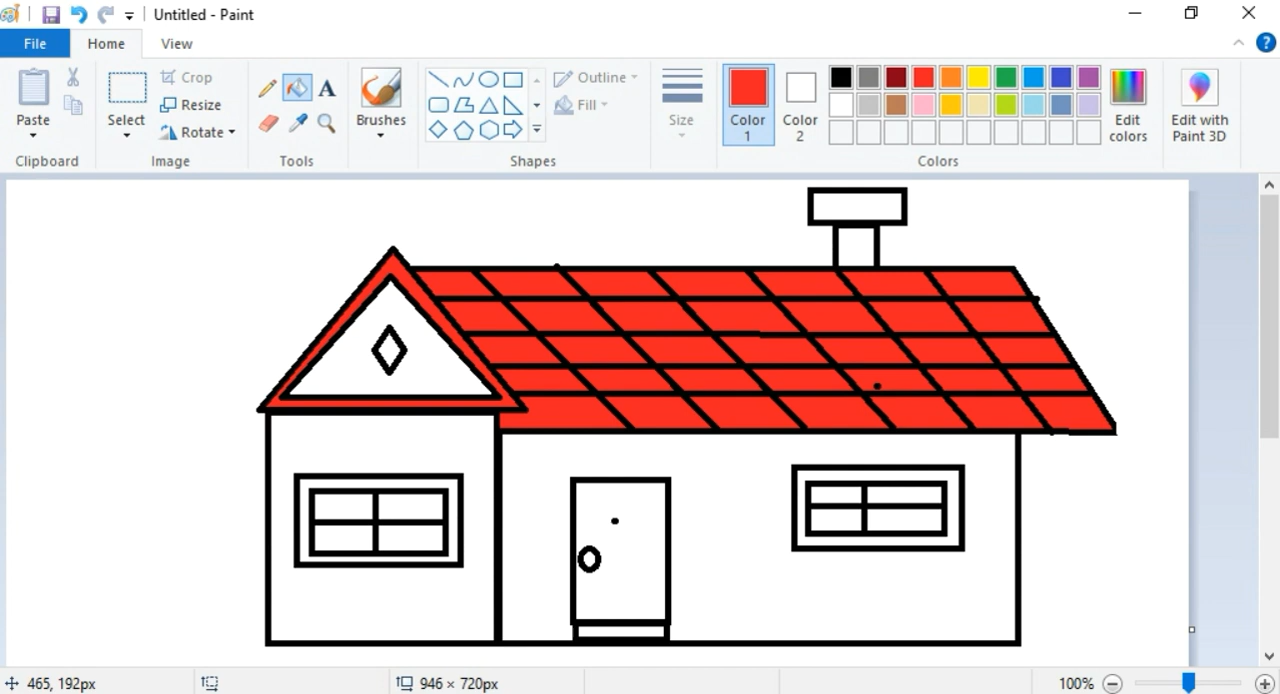 Untitled - Paint
File Home View
Paste
Select
Crop
Resize
Rotate
A
Brushes
Outline
Fill
Size
Color 1
Color 2
Edit colors
Edit with Paint 3D
Clipboard
Image
Tools
Shapes
Colors
465, 192px
946 × 720px
100%